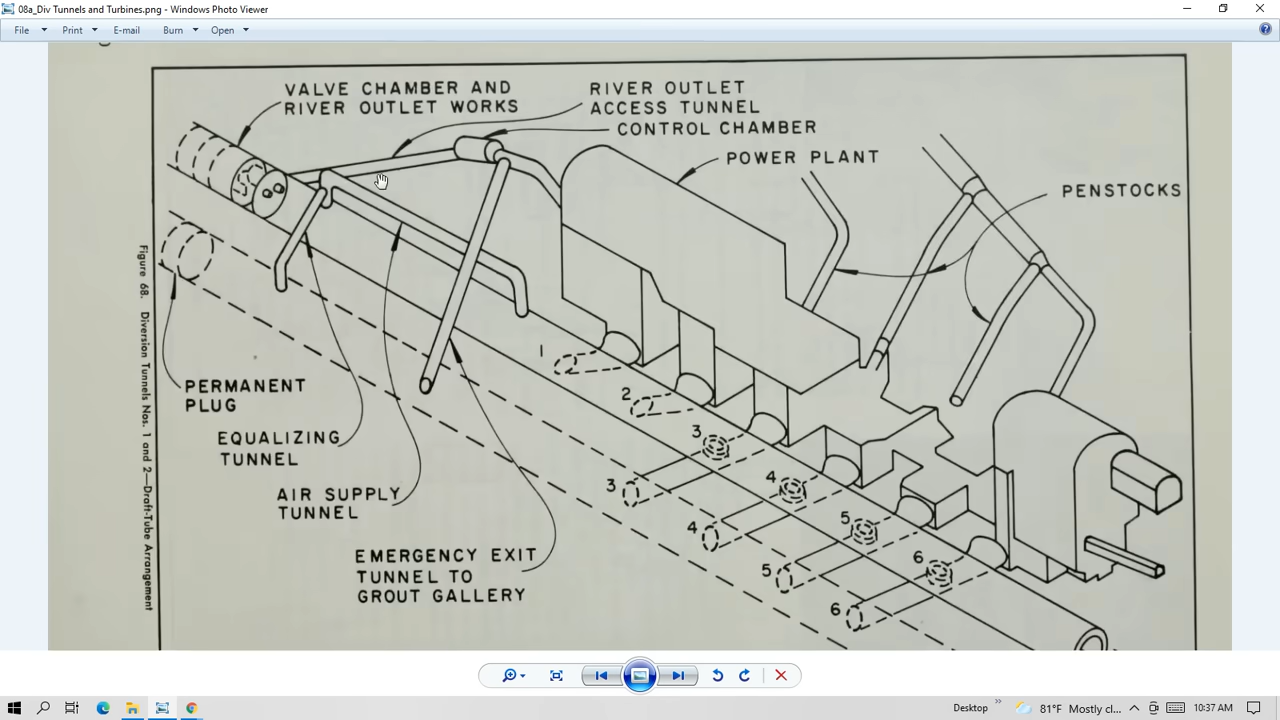 08a_Div Tunnels and Turbines.png - Windows Photo Viewer
File Print E-mail Burn Open
VALVE CHAMBER AND
RIVER OUTLET WORKS
RIVER OUTLET
ACCESS TUNNEL
CONTROL CHAMBER
POWER PLANT
PENSTOCKS
Figure 68. Diversion Tunnels Nos. 1 and 2—Draft-Tube Arrangement
PERMANENT
PLUG
EQUALIZING
TUNNEL
AIR SUPPLY
TUNNEL
EMERGENCY EXIT
TUNNEL TO
GROUT GALLERY
1
2
3
4
5
6
3
4
5
6
Desktop
81°F Mostly cl...
10:37 AM